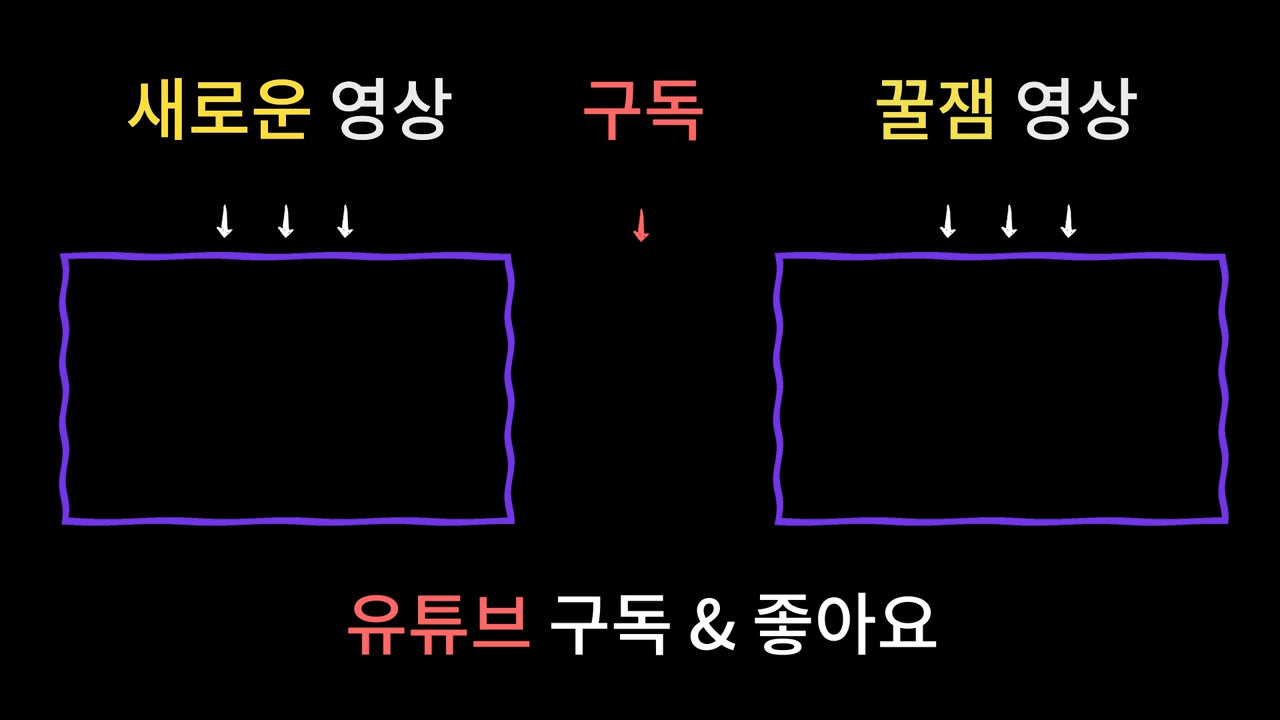 새로운 영상
구독
꿀잼 영상
유튜브 구독 & 좋아요